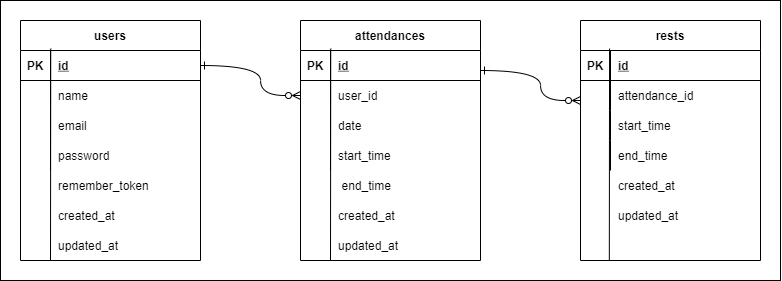 users
PK id
name
email
password
remember_token
created_at
updated_at
attendances
PK id
user_id
date
start_time
end_time
created_at
updated_at
rests
PK id
attendance_id
start_time
end_time
created_at
updated_at